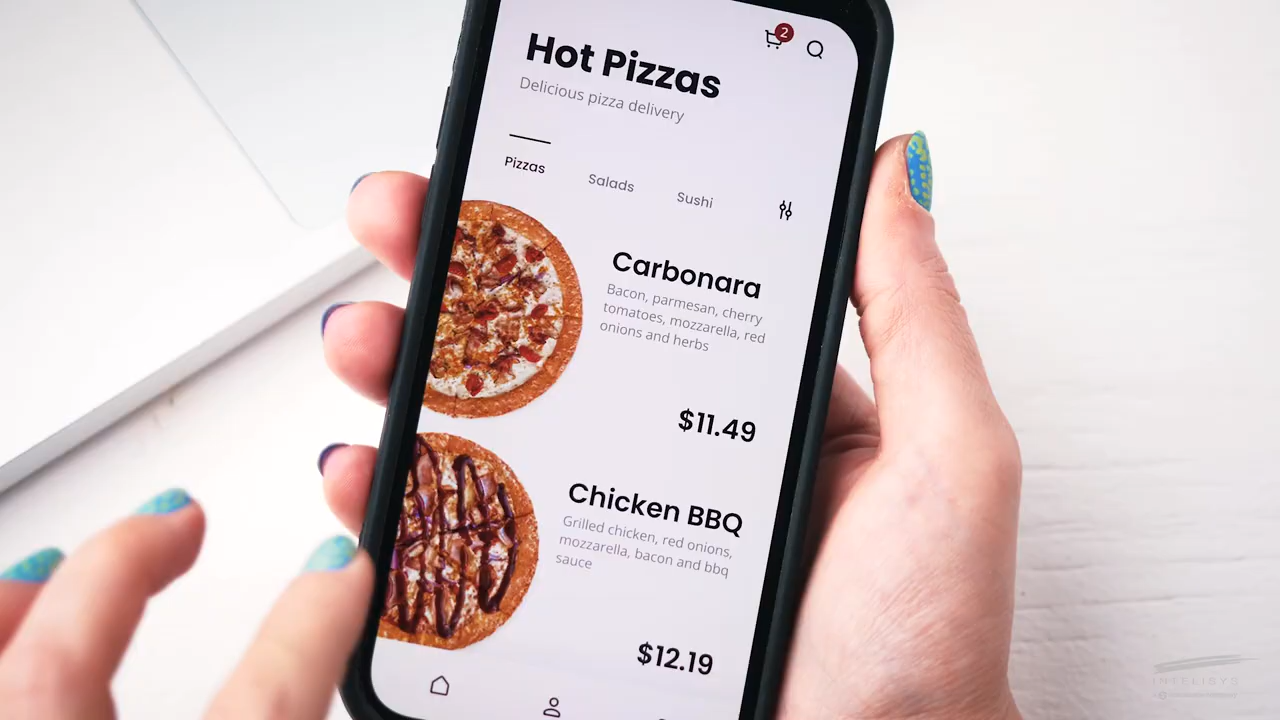 2
Hot Pizzas
Delicious pizza delivery
Pizzas
Salads
Sushi
Carbonara
Bacon, parmesan, cherry
tomatoes, mozzarella, red
onions and herbs
$11.49
Chicken BBQ
Grilled chicken, red onions,
mozzarella, bacon and bbq
sauce
$12.19
INTELISYS